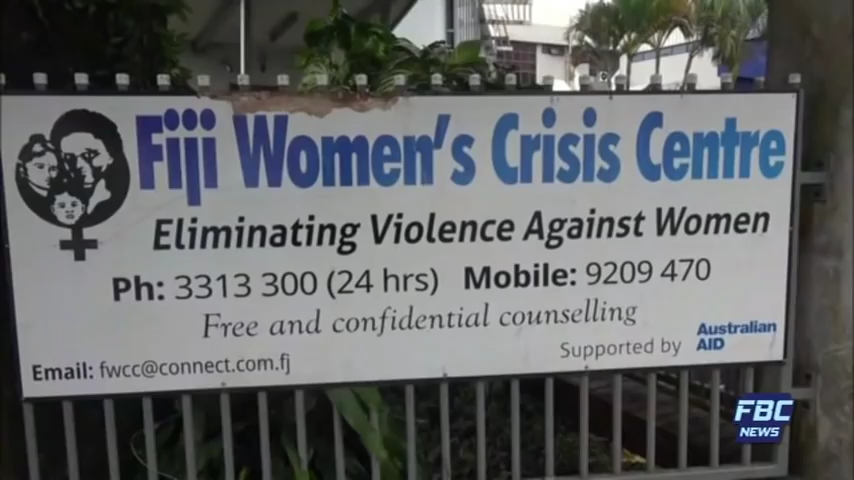 Fiji Women's Crisis Centre
Eliminating Violence Against Women
Ph: 3313 300 (24 hrs) Mobile: 9209 470
Free and confidential counselling
Supported by Australian AID
Email: fwcc@connect.com.fj
FBC
NEWS